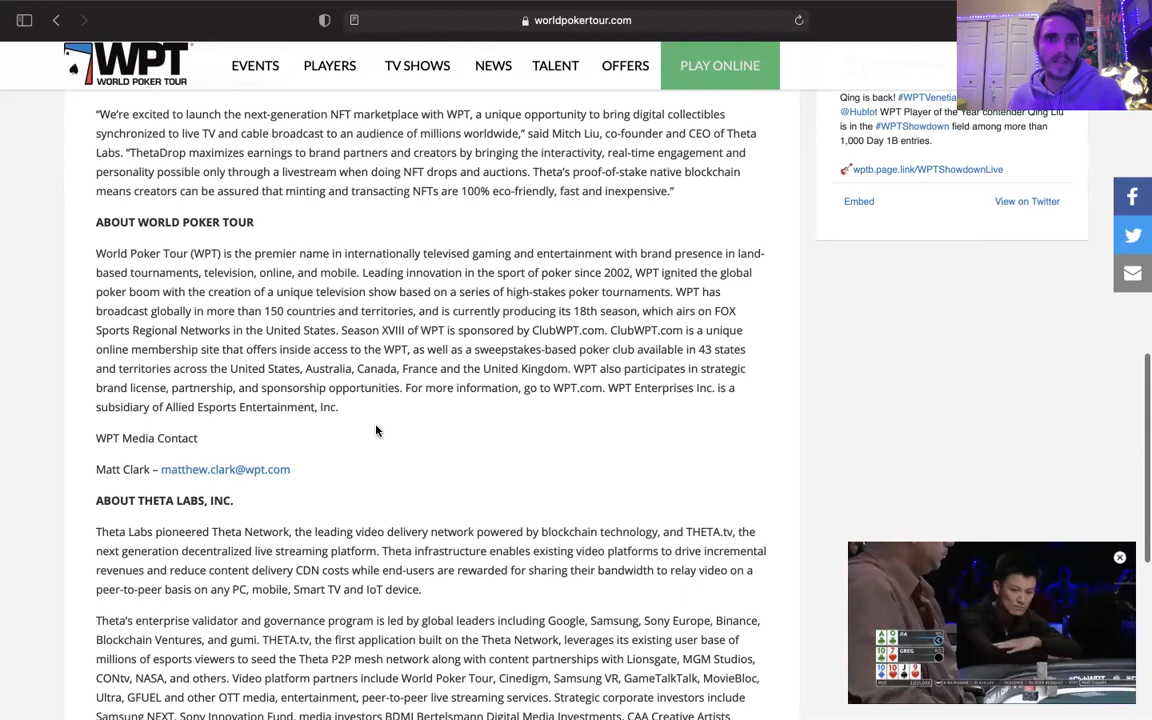 worldpokertour.com
WPT
WORLD POKER TOUR
EVENTS PLAYERS TV SHOWS NEWS TALENT OFFERS PLAY ONLINE
“We’re excited to launch the next-generation NFT marketplace with WPT, a unique opportunity to bring digital collectibles
synchronized to live TV and cable broadcast to an audience of millions worldwide,” said Mitch Liu, co-founder and CEO of Theta
Labs. “ThetaDrop maximizes earnings to brand partners and creators by bringing the interactivity, real-time engagement and
personality possible only through a livestream when doing NFT drops and auctions. Theta’s proof-of-stake native blockchain
means creators can be assured that minting and transacting NFTs are 100% eco-friendly, fast and inexpensive.”
ABOUT WORLD POKER TOUR
World Poker Tour (WPT) is the premier name in internationally televised gaming and entertainment with brand presence in land-
based tournaments, television, online, and mobile. Leading innovation in the sport of poker since 2002, WPT ignited the global
poker boom with the creation of a unique television show based on a series of high-stakes poker tournaments. WPT has
broadcast globally in more than 150 countries and territories, and is currently producing its 18th season, which airs on FOX
Sports Regional Networks in the United States. Season XVIII of WPT is sponsored by ClubWPT.com. ClubWPT.com is a unique
online membership site that offers inside access to the WPT, as well as a sweepstakes-based poker club available in 43 states
and territories across the United States, Australia, Canada, France and the United Kingdom. WPT also participates in strategic
brand license, partnership, and sponsorship opportunities. For more information, go to WPT.com. WPT Enterprises Inc. is a
subsidiary of Allied Esports Entertainment, Inc.
WPT Media Contact
Matt Clark – matthew.clark@wpt.com
ABOUT THETA LABS, INC.
Theta Labs pioneered Theta Network, the leading video delivery network powered by blockchain technology, and THETA.tv, the
next generation decentralized live streaming platform. Theta infrastructure enables existing video platforms to drive incremental
revenues and reduce content delivery CDN costs while end-users are rewarded for sharing their bandwidth to relay video on a
peer-to-peer basis on any PC, mobile, Smart TV and IoT device.
Theta’s enterprise validator and governance program is led by global leaders including Google, Samsung, Sony Europe, Binance,
Blockchain Ventures, and gumi. THETA.tv, the first application built on the Theta Network, leverages its existing user base of
millions of esports viewers to seed the Theta P2P mesh network along with content partnerships with Lionsgate, MGM Studios,
CONtv, NASA, and others. Video platform partners include World Poker Tour, Cinedigm, Samsung VR, GameTalkTalk, MovieBloc,
Ultra, GFUEL and other OTT media, entertainment, peer-to-peer live streaming services. Strategic corporate investors include
Samsung NEXT, Sony Innovation Fund, media investors BDMI Bertelsmann Digital Media Investments, CAA Creative Artists
Qing is back! #WPTVenetia
@Hublot WPT Player of the Year contender Qing Liu
is in the #WPTShowdown field among more than
1,000 Day 1B entries.
wptb.page.link/WPTShowdownLive
Embed View on Twitter
A Q JIA
10 7 GREG
10 10 J 9